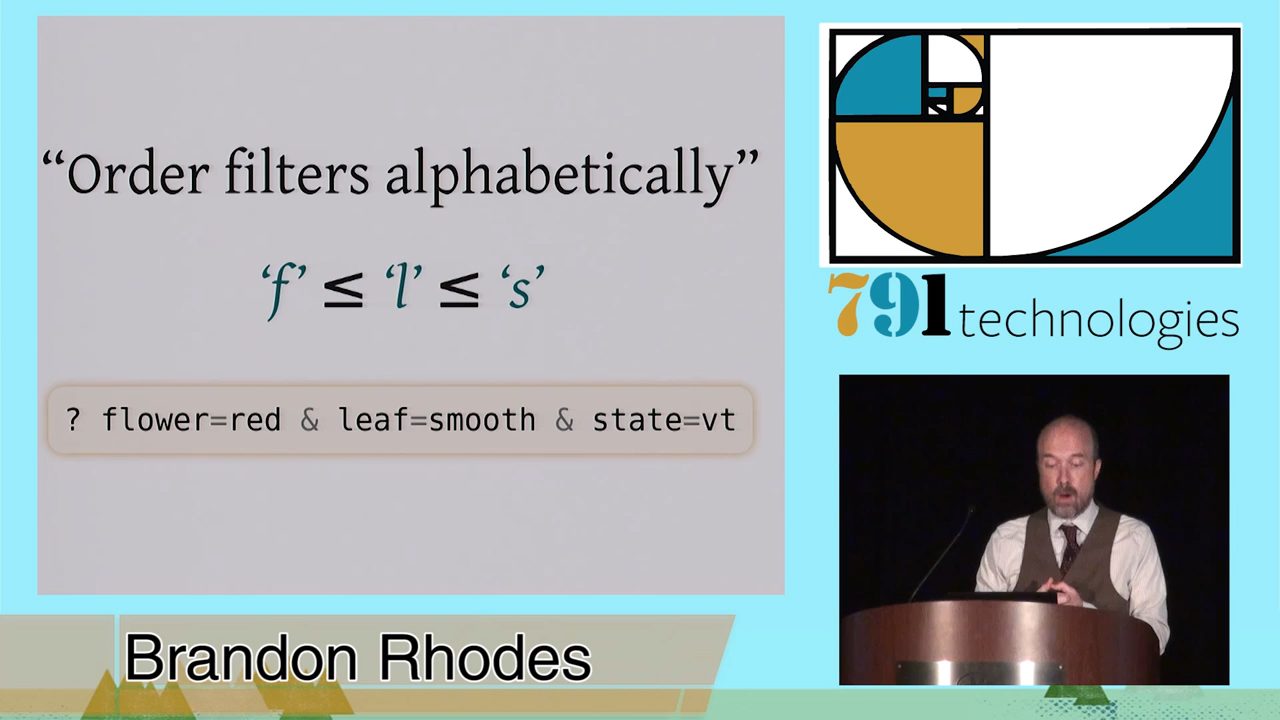 “Order filters alphabetically”
‘f’ ≤ ‘l’ ≤ ‘s’
? flower=red & leaf=smooth & state=vt
791 technologies
Brandon Rhodes